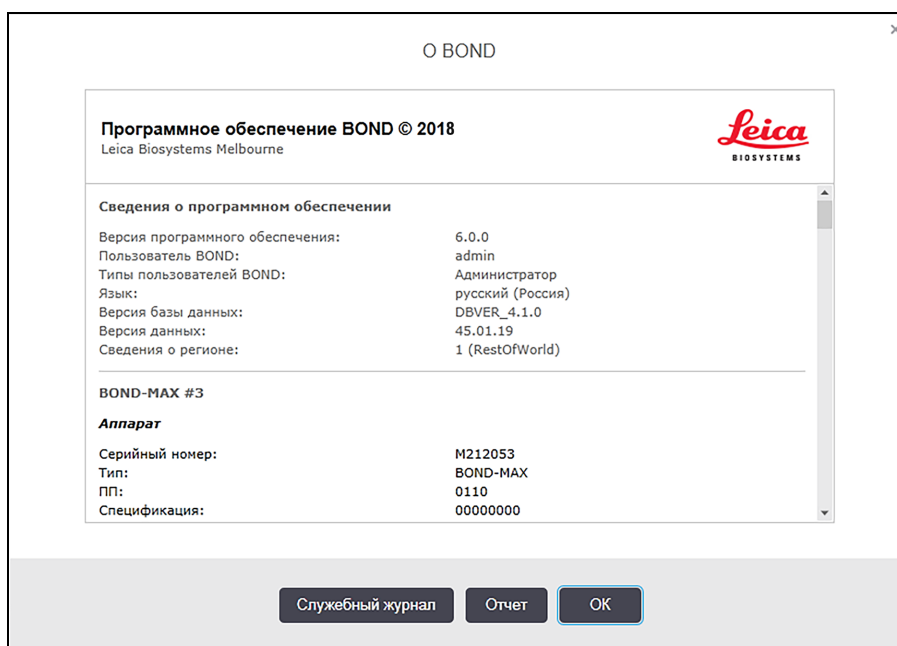 О BOND
Программное обеспечение BOND © 2018
Leica Biosystems Melbourne
Leica
BIOSYSTEMS
Сведения о программном обеспечении
Версия программного обеспечения: 6.0.0
Пользователь BOND: admin
Типы пользователей BOND: Администратор
Язык: русский (Россия)
Версия базы данных: DBVER_4.1.0
Версия данных: 45.01.19
Сведения о регионе: 1 (RestOfWorld)
BOND-MAX #3
Аппарат
Серийный номер: M212053
Тип: BOND-MAX
ПП: 0110
Спецификация: 00000000
Служебный журнал Отчет OK